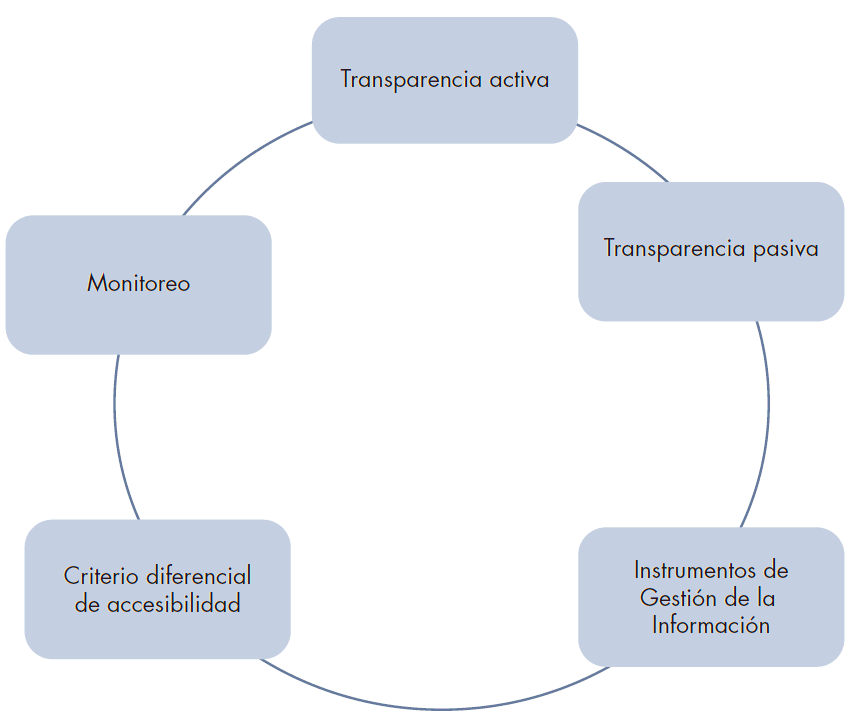 Transparencia activa
Transparencia pasiva
Instrumentos de
Gestión de la
Información
Criterio diferencial
de accesibilidad
Monitoreo